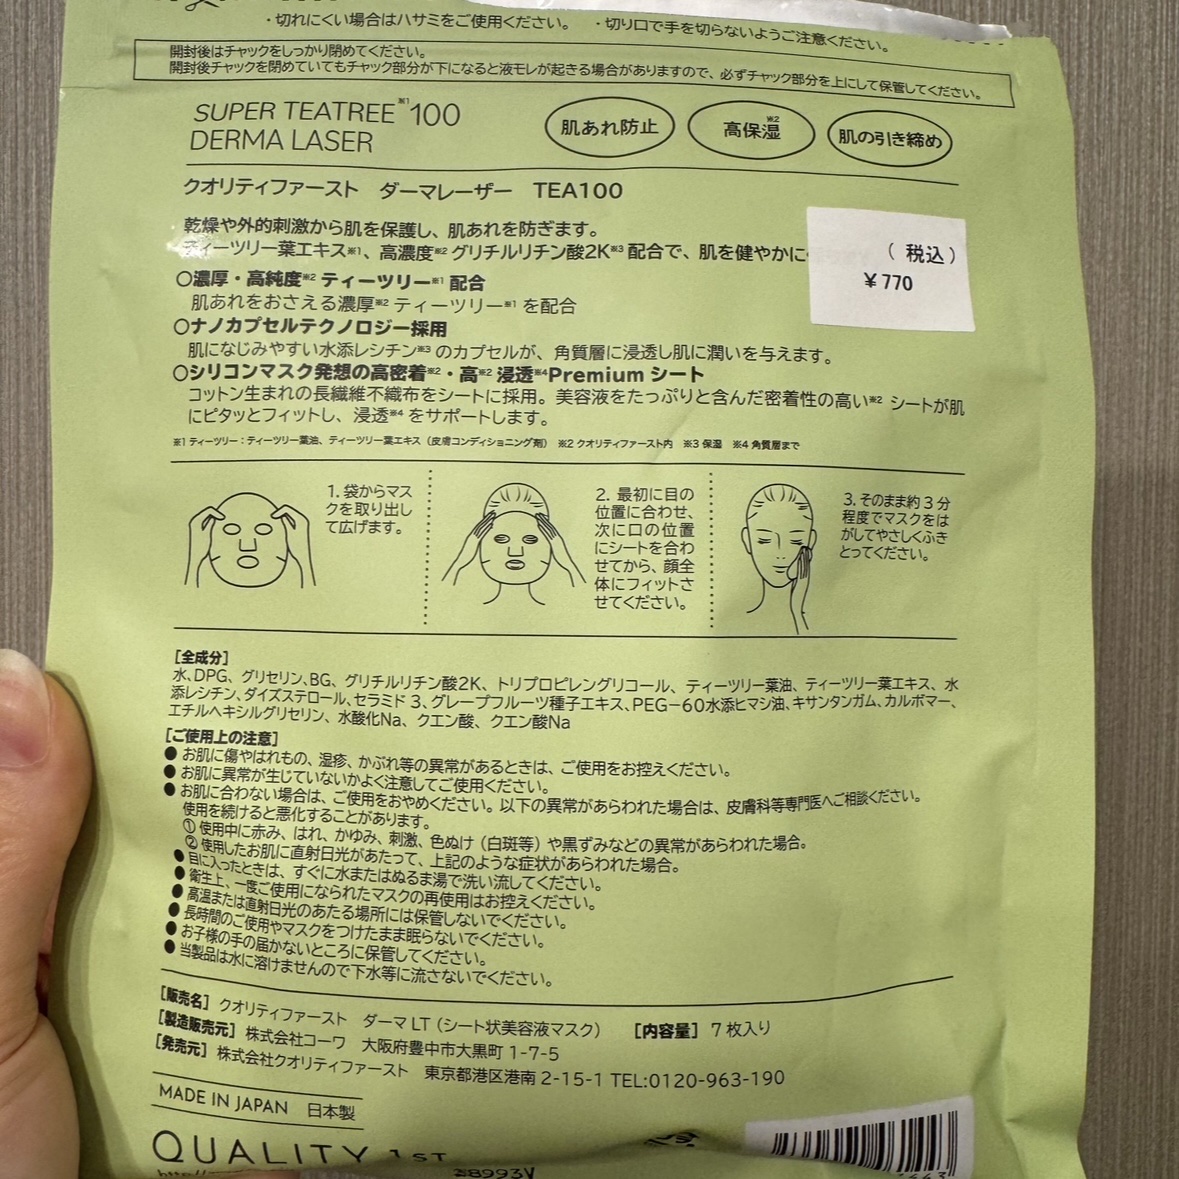 ・切れにくい場合はハサミをご使用ください。 ・切り口で手を切らないようご注意ください。
開封後はチャックをしっかり閉めてください。
開封後チャックを閉めていてもチャック部分が下になると液モレが起きる場合がありますので、必ずチャック部分を上にして保管してください。
SUPER TEATREE※1 100
DERMA LASER
肌あれ防止 高保湿※2 肌の引き締め
クオリティファースト ダーマレーザー TEA100
乾燥や外的刺激から肌を保護し、肌あれを防ぎます。
ティーツリー葉エキス※1、高濃度※2 グリチルリチン酸2K※3 配合で、肌を健やかに
（ 税込）
¥770
○濃厚・高純度※2 ティーツリー※1 配合
肌あれをおさえる濃厚※2 ティーツリー※1 を配合
○ナノカプセルテクノロジー採用
肌になじみやすい水添レシチン※3 のカプセルが、角質層に浸透し肌に潤いを与えます。
○シリコンマスク発想の高密着※2・高※2 浸透※4Premium シート
コットン生まれの長繊維不織布をシートに採用。美容液をたっぷりと含んだ密着性の高い※2 シートが肌
にピタッとフィットし、浸透※4 をサポートします。
※1 ティーツリー：ティーツリー葉油、ティーツリー葉エキス（皮膚コンディショニング剤） ※2 クオリティファースト内 ※3 保湿 ※4 角質層まで
1. 袋からマス
クを取り出し
て広げます。
2. 最初に目の
位置に合わせ、
次に口の位置
にシートを合わ
せてから、顔全
体にフィットさ
せてください。
3. そのまま約３分
程度でマスクをは
がしてやさしくふき
とってください。
［全成分］
水、DPG、グリセリン、BG、グリチルリチン酸2K、トリプロピレングリコール、ティーツリー葉油、ティーツリー葉エキス、水
添レシチン、ダイズステロール、セラミド 3、グレープフルーツ種子エキス、PEG−60水添ヒマシ油、キサンタンガム、カルボマー、
エチルヘキシルグリセリン、水酸化Na、クエン酸、クエン酸Na
［ご使用上の注意］
● お肌に傷やはれもの、湿疹、かぶれ等の異常があるときは、ご使用をお控えください。
● お肌に異常が生じていないかよく注意してご使用ください。
● お肌に合わない場合は、ご使用をおやめください。以下の異常があらわれた場合は、皮膚科等専門医へご相談ください。
使用を続けると悪化することがあります。
① 使用中に赤み、はれ、かゆみ、刺激、色ぬけ（白斑等）や黒ずみなどの異常があらわれた場合。
② 使用したお肌に直射日光があたって、上記のような症状があらわれた場合。
● 目に入ったときは、すぐに水またはぬるま湯で洗い流してください。
● 衛生上、一度ご使用になられたマスクの再使用はお控えください。
● 高温または直射日光のあたる場所には保管しないでください。
● 長時間のご使用やマスクをつけたまま眠らないでください。
● お子様の手の届かないところに保管してください。
● 当製品は水に溶けませんので下水等に流さないでください。
［販売名］ クオリティファースト ダーマ LT（シート状美容液マスク） ［内容量］ 7 枚入り
［製造販売元］ 株式会社コーワ 大阪府豊中市大黒町 1-7-5
［発売元］ 株式会社クオリティファースト 東京都港区港南 2-15-1 TEL:0120-963-190
MADE IN JAPAN 日本製
QUALITY 1ST